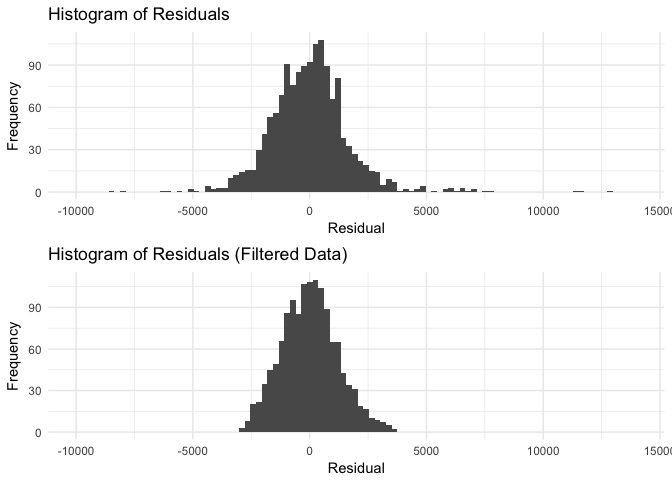 Histogram of Residuals
90
60
30
0
Frequency
-10000 -5000 0 5000 10000 15000
Residual
Histogram of Residuals (Filtered Data)
90
60
30
0
Frequency
-10000 -5000 0 5000 10000 15000
Residual